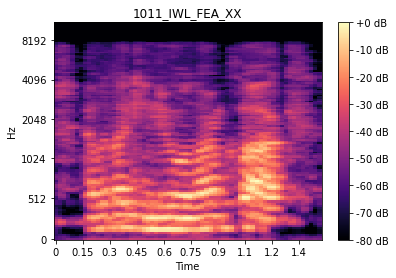 1011_IWL_FEA_XX
+0 dB
8192
-10 dB
4096
-20 dB
-30 dB
2048
Hz
-40 dB
1024
-50 dB
512
-60 dB
-70 dB
0
-80 dB
0 0.15 0.3 0.45 0.6 0.75 0.9 1.1 1.2 1.4
Time